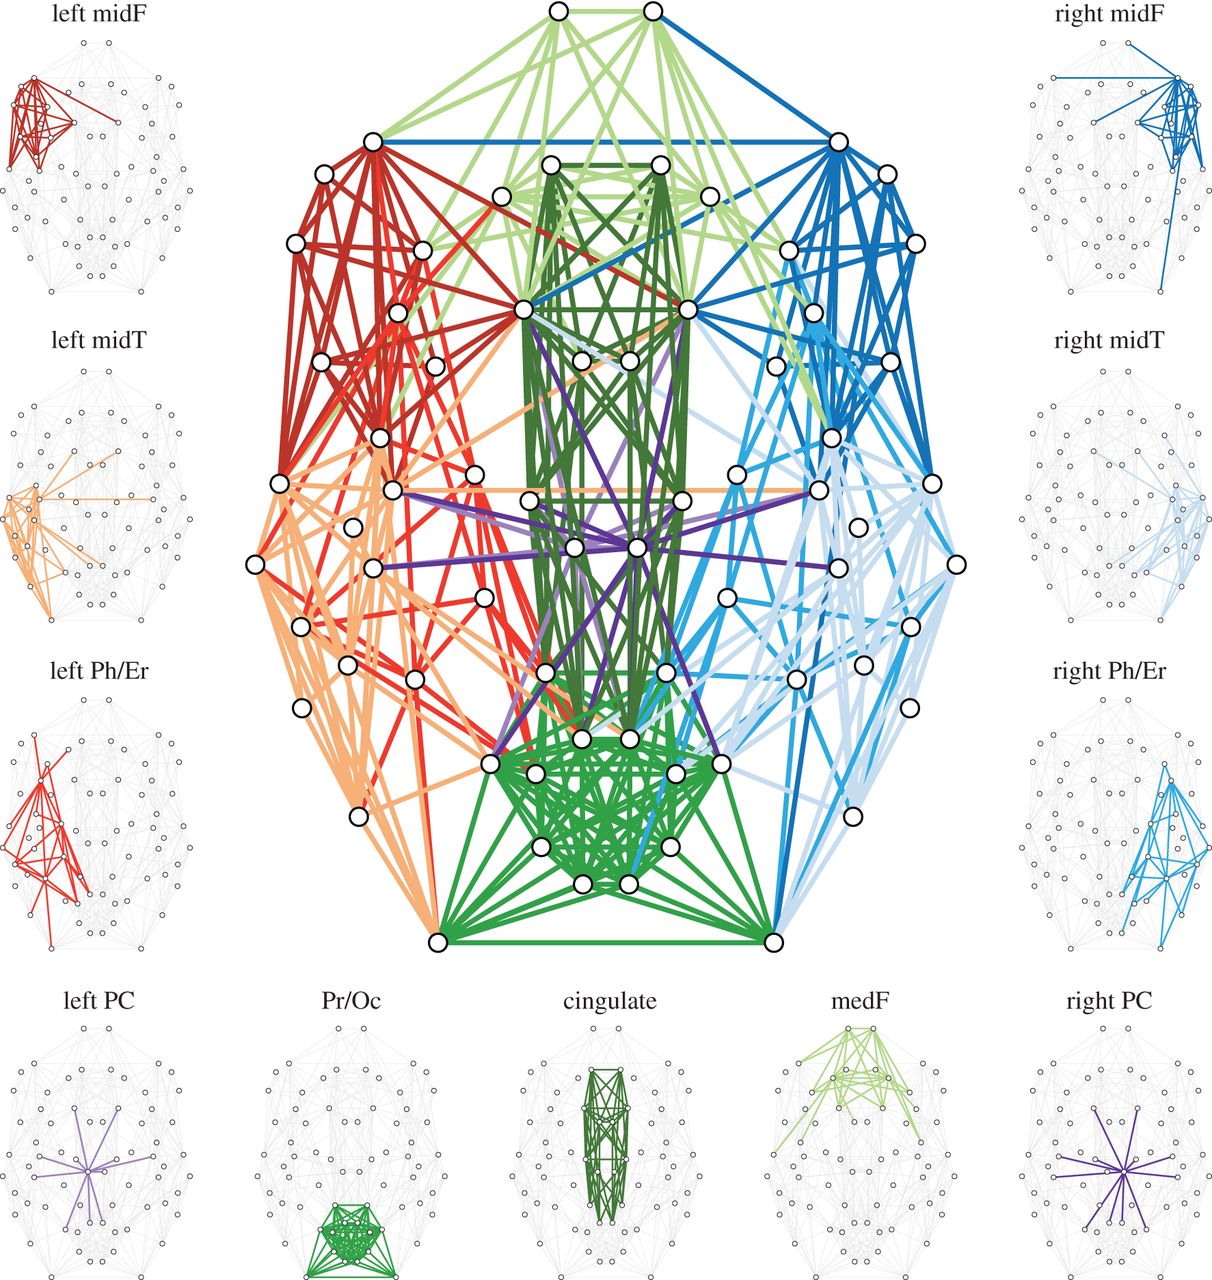 left midF
right midF
left midT
right midT
left Ph/Er
right Ph/Er
left PC
Pr/Oc
cingulate
medF
right PC